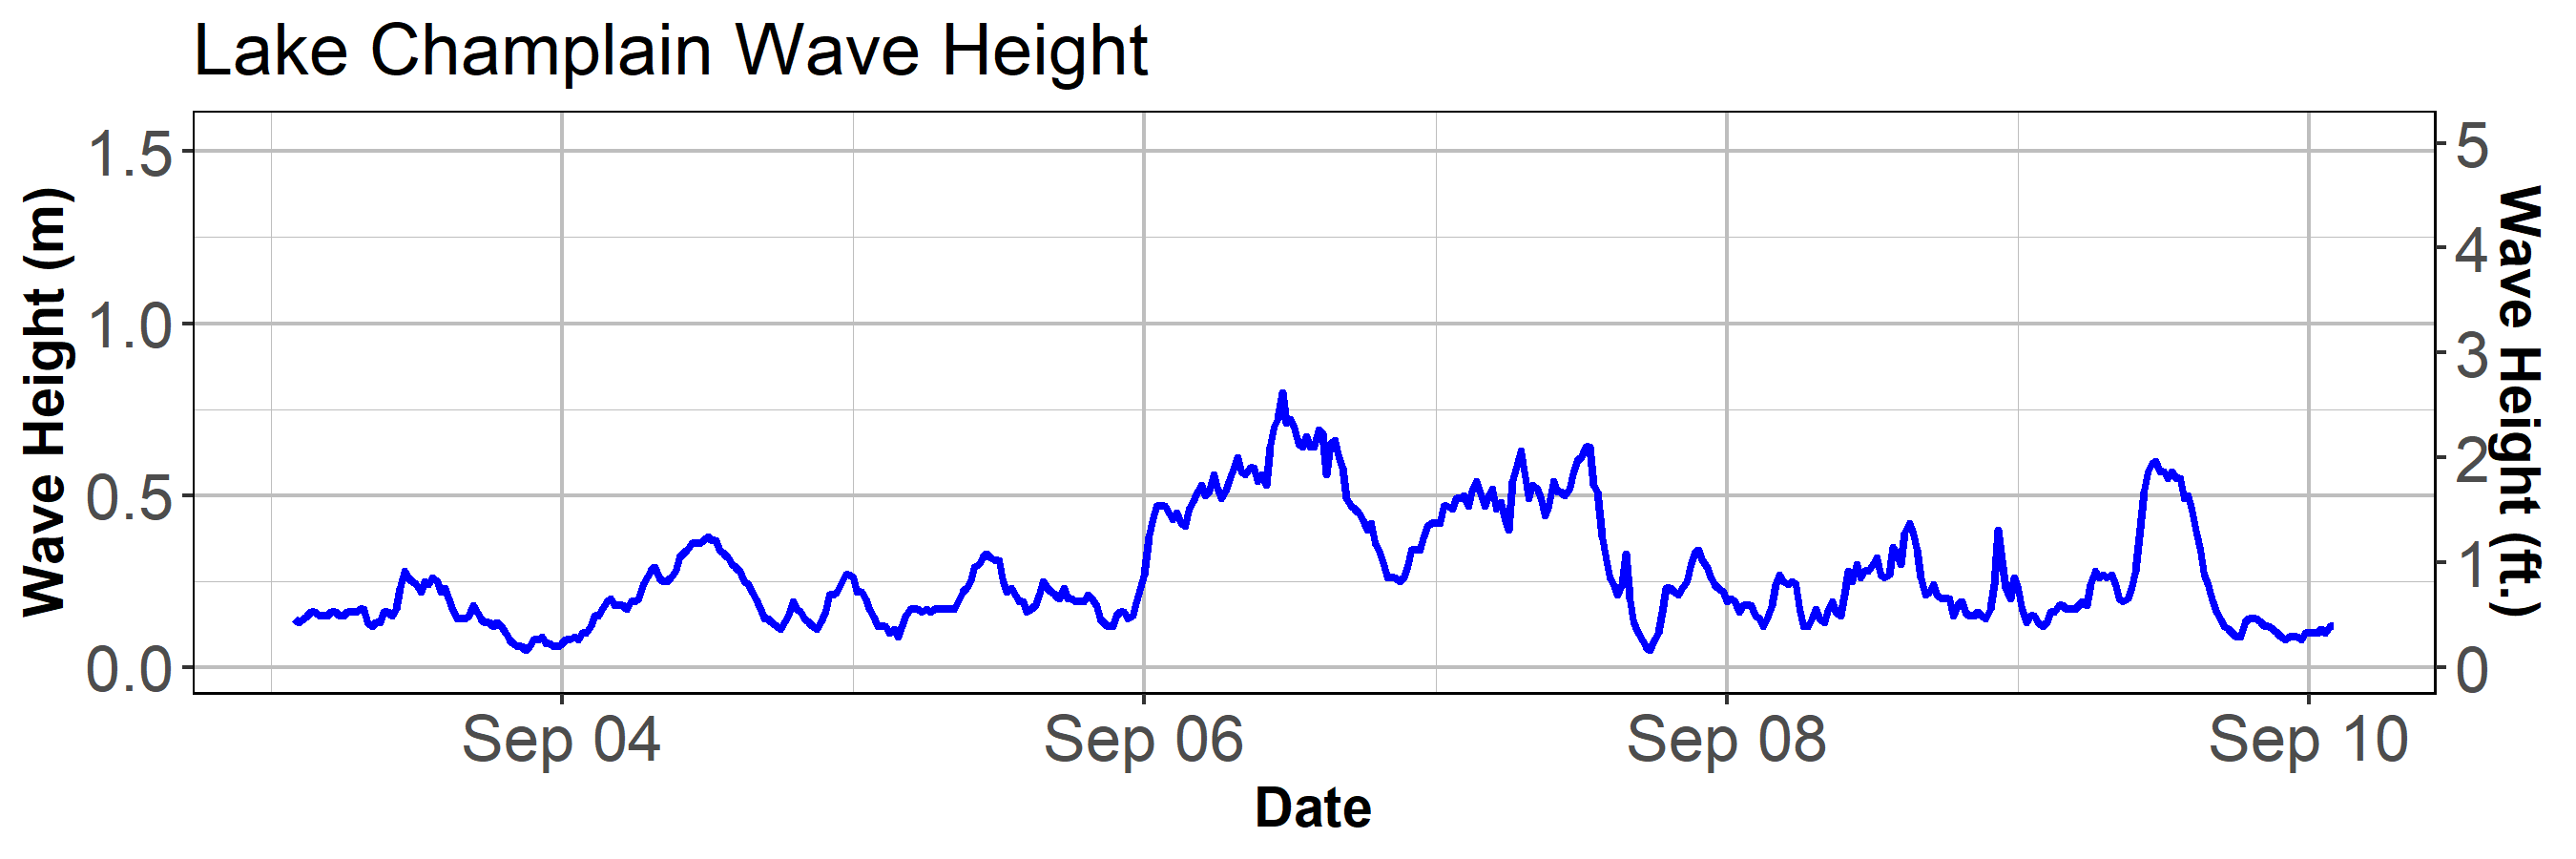 Lake Champlain Wave Height
Wave Height (m)
1.5
1.0
0.5
0.0
5
4
3
2
1
0
Wave Height (ft.)
Sep 04
Sep 06
Sep 08
Sep 10
Date